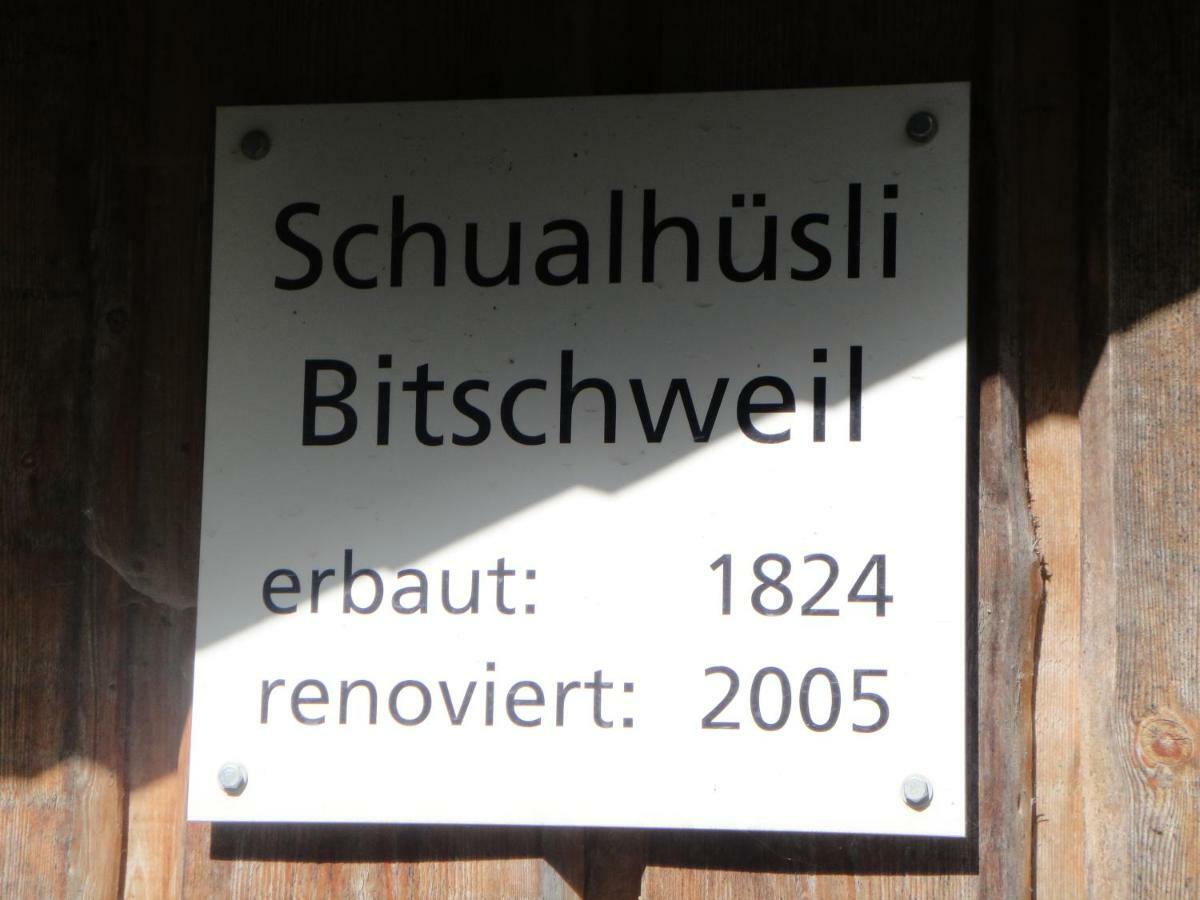 Schualhüsli
Bitschweil
erbaut: 1824
renoviert: 2005